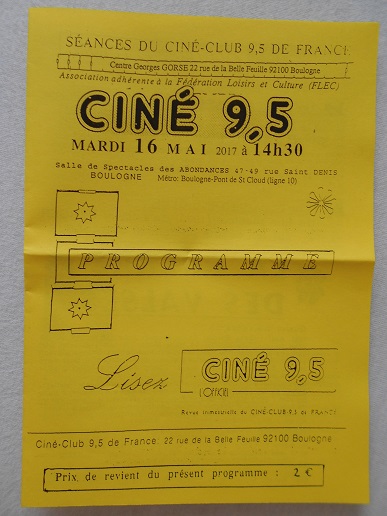 SÉANCES DU CINÉ-CLUB 9,5 DE FRANCE
Centre Georges GORSE 22 rue de la Belle Feuille 92100 Boulogne
Association adhérente à la Fédération Loisirs et Culture (FLEC)
CINÉ 9,5
MARDI 16 MAI 2017 à 14h30
Salle de Spectacles des ABONDANCES 47-49 rue Saint DENIS
BOULOGNE Métro: Boulogne-Pont de St Cloud (ligne 10)
PROGRAMME
Lisez
CINÉ 9,5
L'OFFICIEL
Revue trimestrielle du CINÉ-CLUB 9,5 de FRANCE
Ciné-Club 9,5 de France 22 rue de la Belle Feuille 92100 Boulogne
Prix de revient du présent programme : 2 €